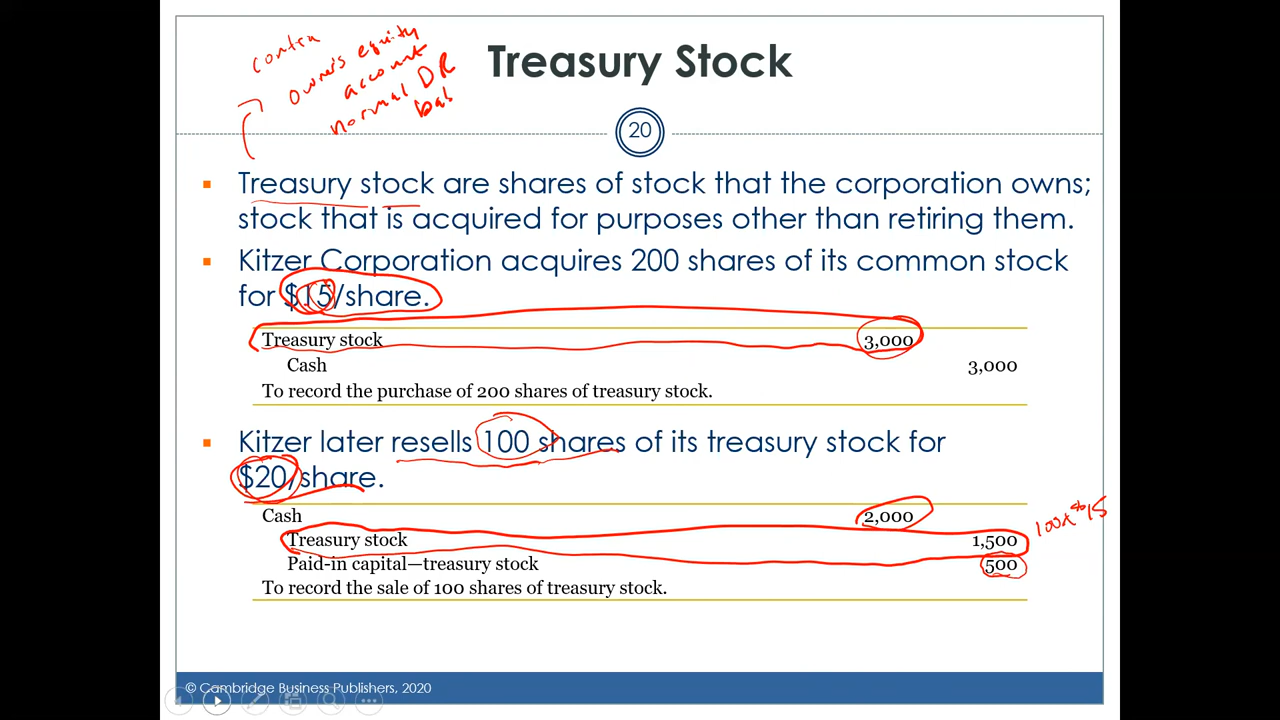 contra
owner's equity
account
normal DR
bal
Treasury Stock
20
Treasury stock are shares of stock that the corporation owns;
stock that is acquired for purposes other than retiring them.
Kitzer Corporation acquires 200 shares of its common stock
for $15/share.
Treasury stock 3,000
Cash 3,000
To record the purchase of 200 shares of treasury stock.
Kitzer later resells 100 shares of its treasury stock for
$20/share.
Cash 2,000
100x$15
Treasury stock 1,500
Paid-in capital—treasury stock 500
To record the sale of 100 shares of treasury stock.
© Cambridge Business Publishers, 2020